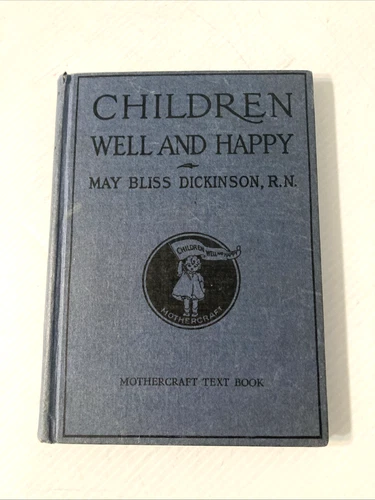 CHILDREN
WELL AND HAPPY
MAY BLISS DICKINSON, R.N.
CHILDREN WELL AND HAPPY
MOTHERCRAFT
MOTHERCRAFT TEXT BOOK